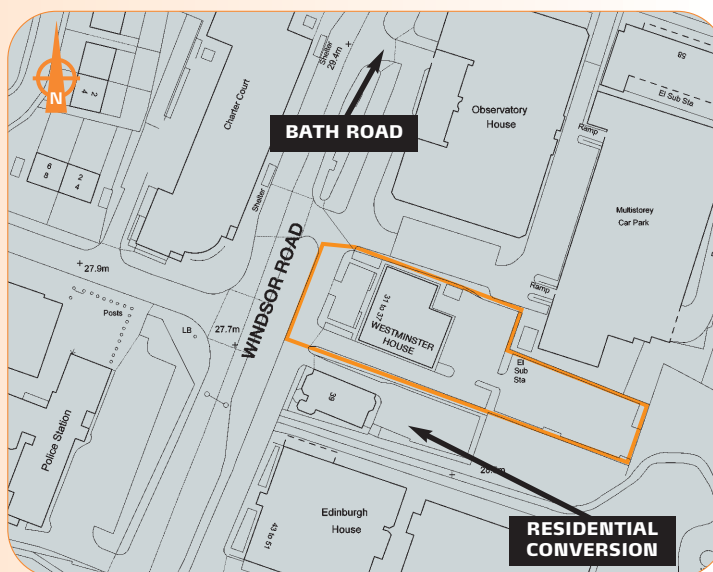 N
2
4
6
8
2
4
Charter Court
Shelter
29.4m
BATH ROAD
Observatory
House
58
El Sub Sta
Ramp
Multistorey
Car Park
Shelter
27.9m
Posts
LB
27.7m
WINDSOR ROAD
31 to 37
WESTMINSTER
HOUSE
Ramp
El
Sub
Sta
39
Police Station
Edinburgh
House
43 to 51
RESIDENTIAL
CONVERSION